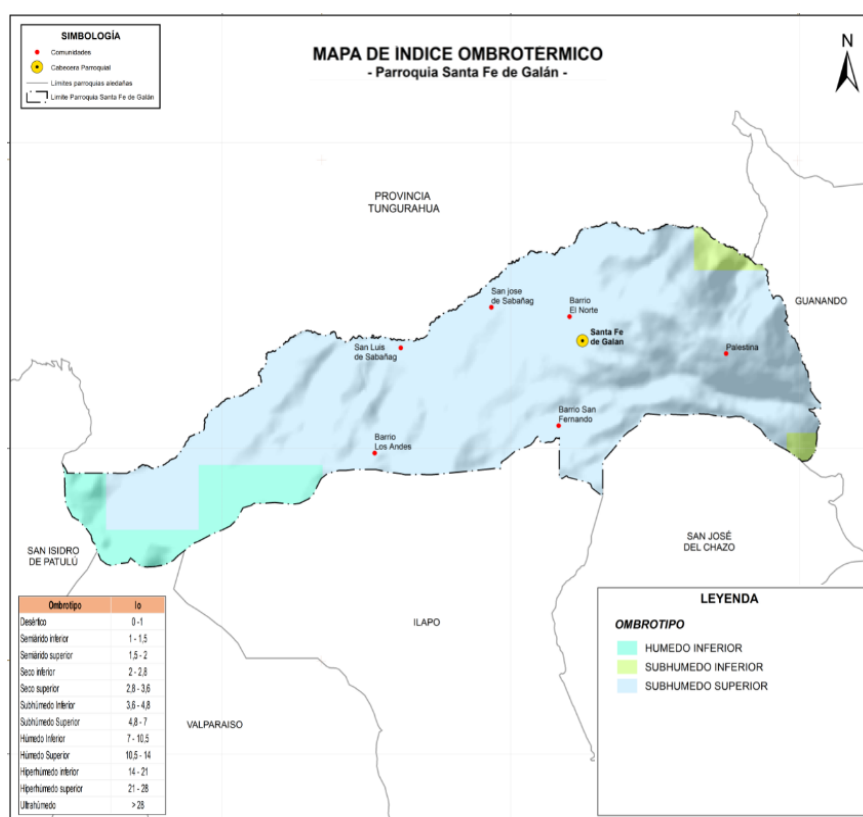 SIMBOLOGÍA
Comunidades
Cabecera Parroquial
Límites parroquias aledañas
Limite Parroquia Santa Fe de Galán
MAPA DE INDICE OMBROTERMICO
- Parroquia Santa Fe de Galán -
N
PROVINCIA
TUNGURAHUA
GUANANDO
San jose
de Sabañag
Barrio
El Norte
Santa Fe
de Galan
San Luis
de Sabañag
Palestina
Barrio San
Fernando
Barrio
Los Andes
SAN ISIDRO
DE PATULÚ
SAN JOSÉ
DEL CHAZO
ILAPO
VALPARAISO
Ombrotipo Io
Desértico 0 -1
Semiárido inferior 1 - 1,5
Semiárido superior 1,5 - 2
Seco inferior 2 - 2,8
Seco superior 2,8 - 3,6
Subhúmedo Inferior 3,6 - 4,8
Subhúmedo Superior 4,8 - 7
Húmedo Inferior 7 - 10,5
Húmedo Superior 10,5 - 14
Hiperhúmedo inferior 14 - 21
Hiperhúmedo superior 21 - 28
Ultrahúmedo > 28
LEYENDA
OMBROTIPO
HUMEDO INFERIOR
SUBHUMEDO INFERIOR
SUBHUMEDO SUPERIOR